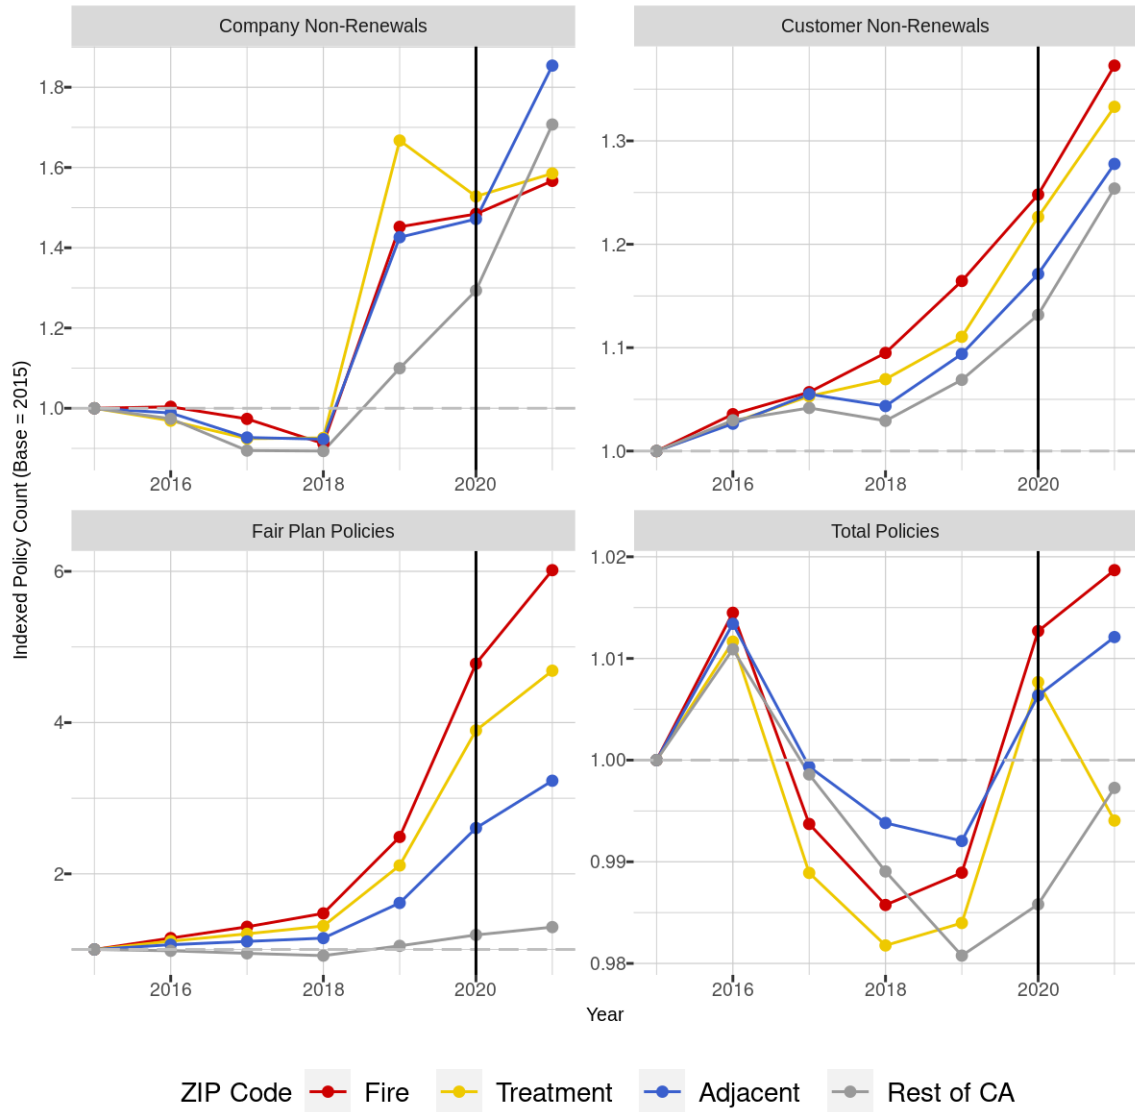 Company Non-Renewals
Customer Non-Renewals
1.8
1.6
1.4
1.2
1.0
2016 2018 2020
1.3
1.2
1.1
1.0
2016 2018 2020
Indexed Policy Count (Base = 2015)
Fair Plan Policies
Total Policies
6
4
2
2016 2018 2020
1.02
1.01
1.00
0.99
0.98
2016 2018 2020
Year
ZIP Code Fire Treatment Adjacent Rest of CA